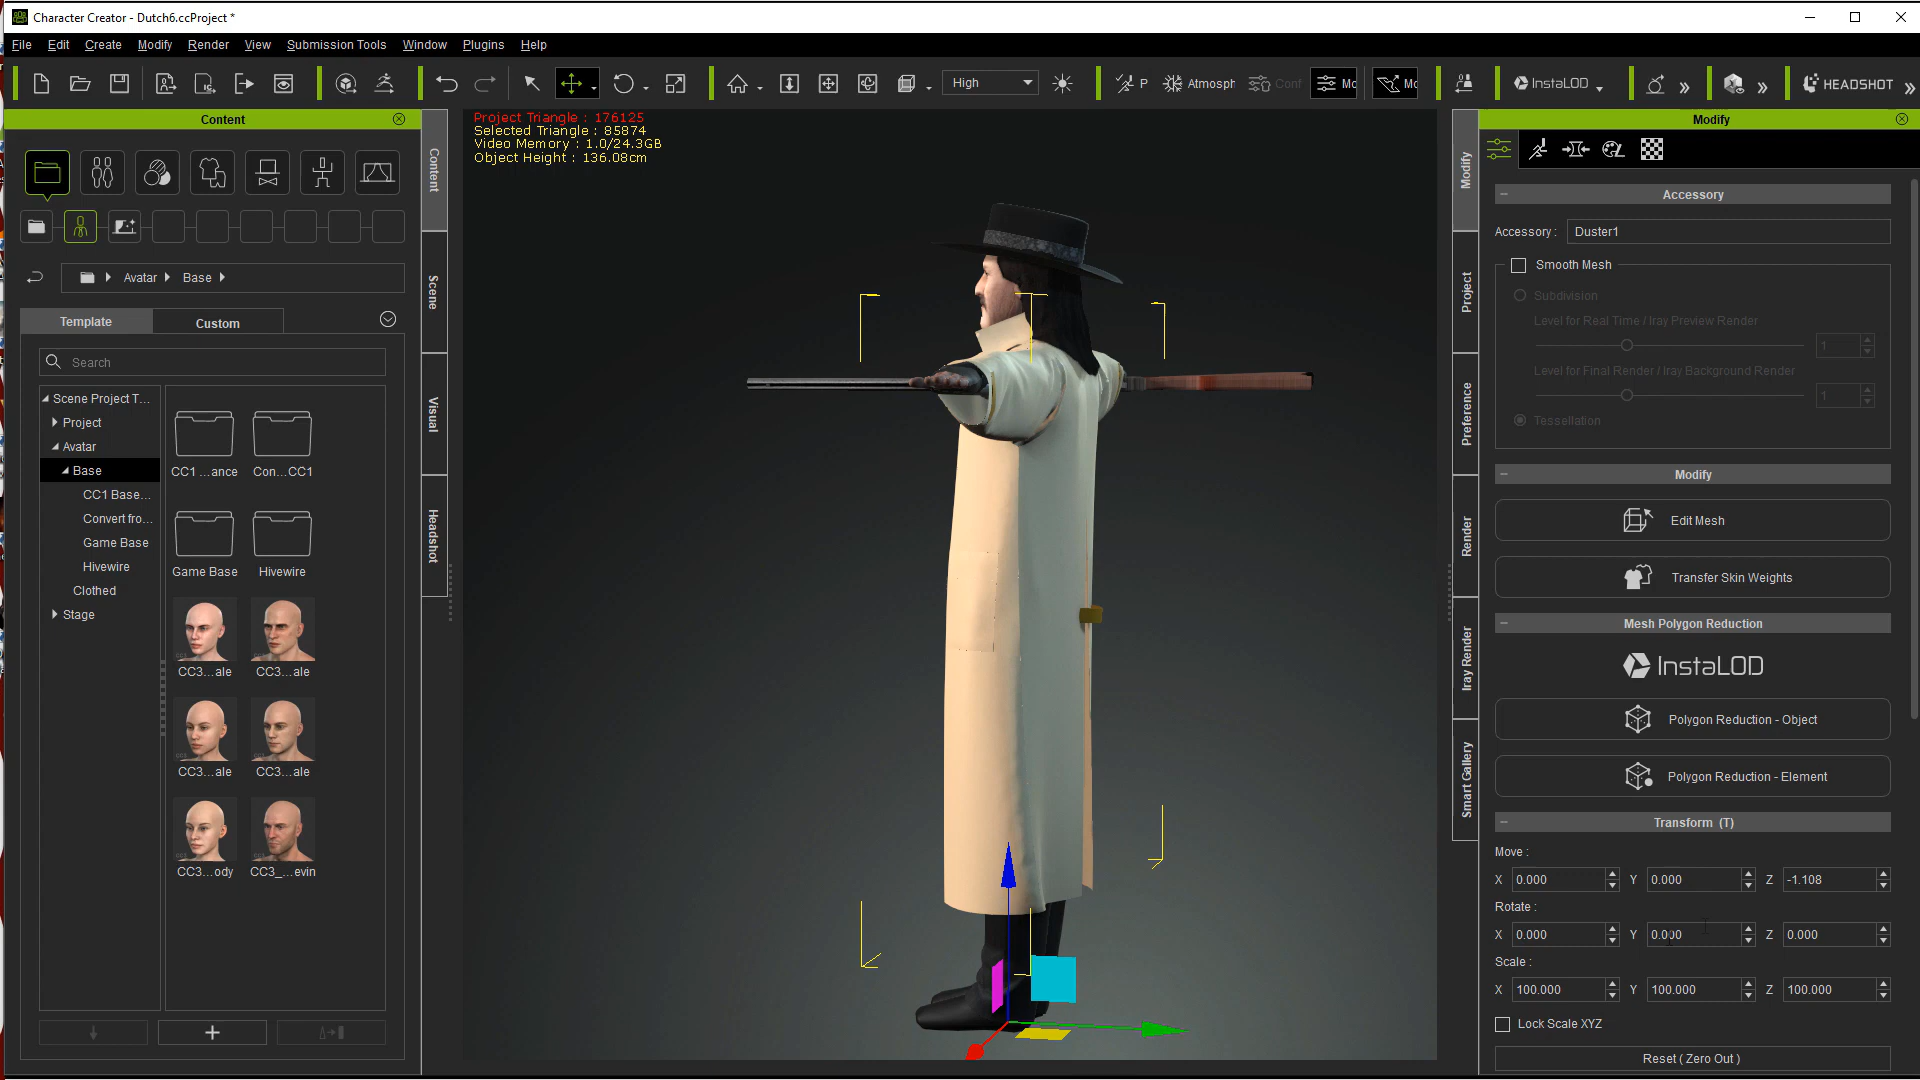 Character Creator - Dutch6.ccProject *
File Edit Create Modify Render View Submission Tools Window Plugins Help
High P Atmosph Conf Mc Mc InstaLOD » » HEADSHOT »
Content
Project Triangle : 176125
Selected Triangle : 85874
Video Memory : 1.0/24.3GB
Object Height : 136.08cm
Avatar Base
Template Custom
Search
Scene Project T...
Project
Avatar
Base
CC1 Base...
Convert fro...
Game Base
Hivewire
Clothed
Stage
CC1 ...ance Con...CC1
Game Base Hivewire
CC3...ale CC3...ale
CC3...ale CC3...ale
CC3...ody CC3_...evin
Content
Scene
Visual
Headshot
Modify
Project
Preference
Render
Iray Render
Smart Gallery
Modify
Accessory
Accessory : Duster1
Smooth Mesh
Subdivision
Level for Real Time / Iray Preview Render
1
Level for Final Render / Iray Background Render
1
Tessellation
Modify
Edit Mesh
Transfer Skin Weights
Mesh Polygon Reduction
InstaLOD
Polygon Reduction - Object
Polygon Reduction - Element
Transform (T)
Move :
X 0.000 Y 0.000 Z -1.108
Rotate :
X 0.000 Y 0.000 Z 0.000
Scale :
X 100.000 Y 100.000 Z 100.000
Lock Scale XYZ
Reset ( Zero Out )